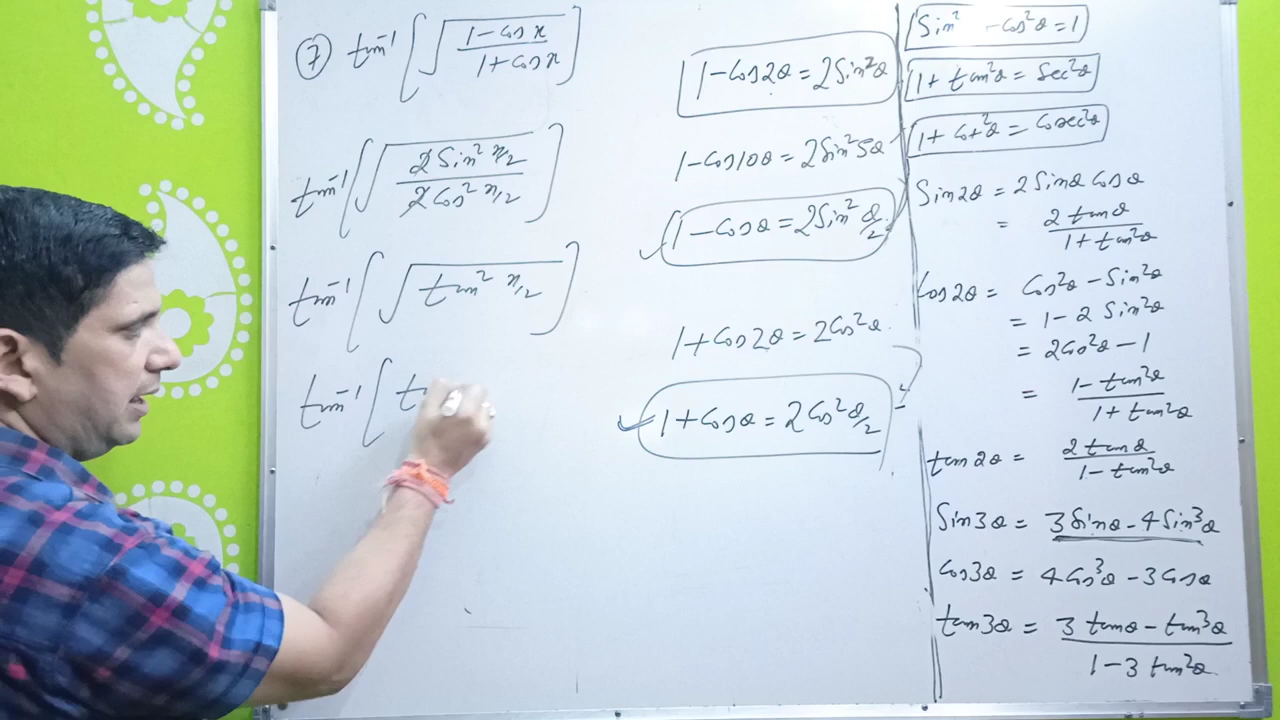 ⑦ tan⁻¹ [ √ (1 - Cos x) / (1 + Cos x) ]
tan⁻¹ [ √ (2 Sin² x/2) / (2 Cos² x/2) ]
tan⁻¹ [ √ tan² x/2 ]
tan⁻¹ [ t
1 - Cos2θ = 2Sin²θ
1 - Cos10θ = 2Sin²5θ
1 - Cosθ = 2Sin² θ/2
1 + Cos2θ = 2Cos²θ
1 + Cosθ = 2Cos² θ/2
Sin² - Cos²θ = 1
1 + tan²θ = Sec²θ
1 + Cot²θ = Cosec²θ
Sin2θ = 2 Sinθ Cosθ
= 2 tanθ / 1 + tan²θ
Cos2θ = Cos²θ - Sin²θ
= 1 - 2 Sin²θ
= 2Cos²θ - 1
= 1 - tan²θ / 1 + tan²θ
tan2θ = 2 tanθ / 1 - tan²θ
Sin3θ = 3Sinθ - 4Sin³θ
Cos3θ = 4Cos³θ - 3Cosθ
tan3θ = 3 tanθ - tan³θ / 1 - 3 tan²θ